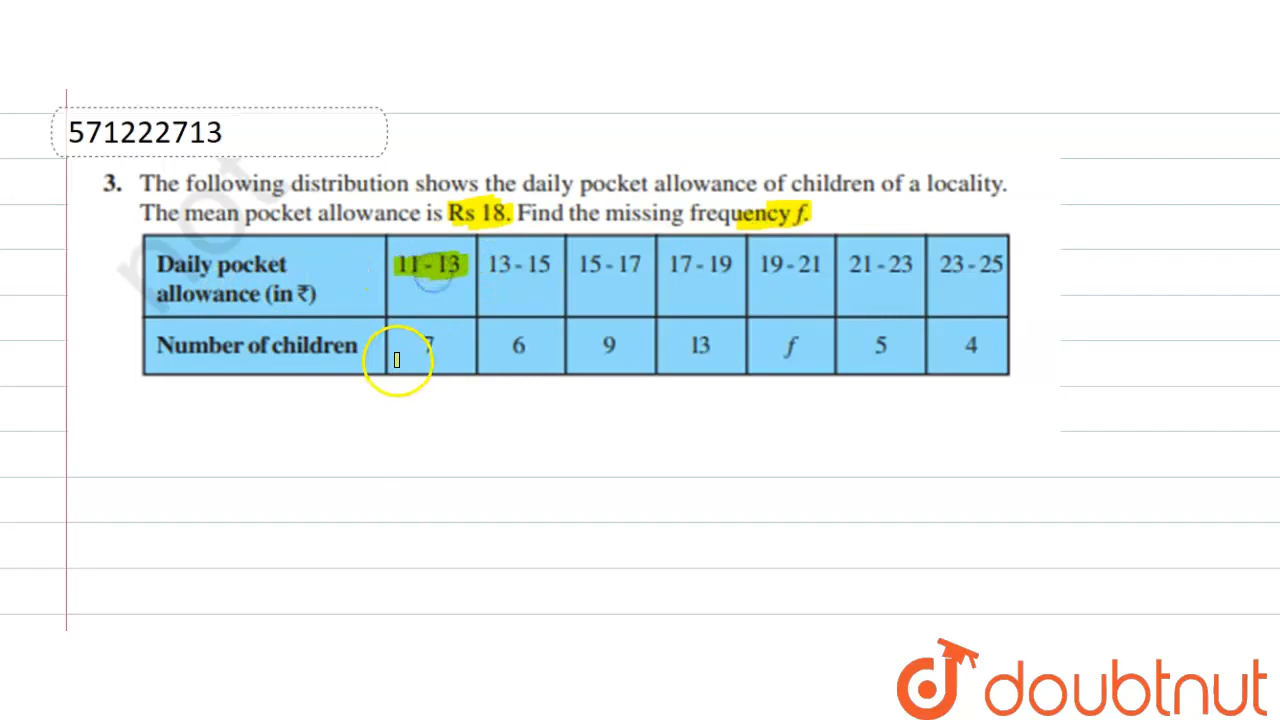 571222713
3. The following distribution shows the daily pocket allowance of children of a locality.
The mean pocket allowance is Rs 18. Find the missing frequency f.
Daily pocket allowance (in ₹) 11 - 13 13 - 15 15 - 17 17 - 19 19 - 21 21 - 23 23 - 25
Number of children 7 6 9 13 f 5 4
not
doubtnut